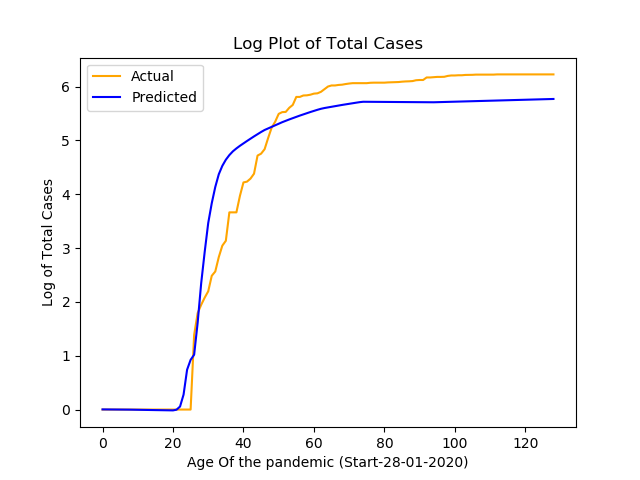 Log Plot of Total Cases
Actual
Predicted
6
5
4
3
2
1
0
Log of Total Cases
0 20 40 60 80 100 120
Age Of the pandemic (Start-28-01-2020)